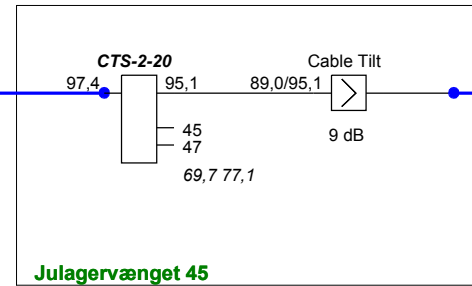 CTS-2-20 Cable Tilt
97,4 95,1 89,0/95,1
45
47
9 dB
69,7 77,1
Julagervænget 45